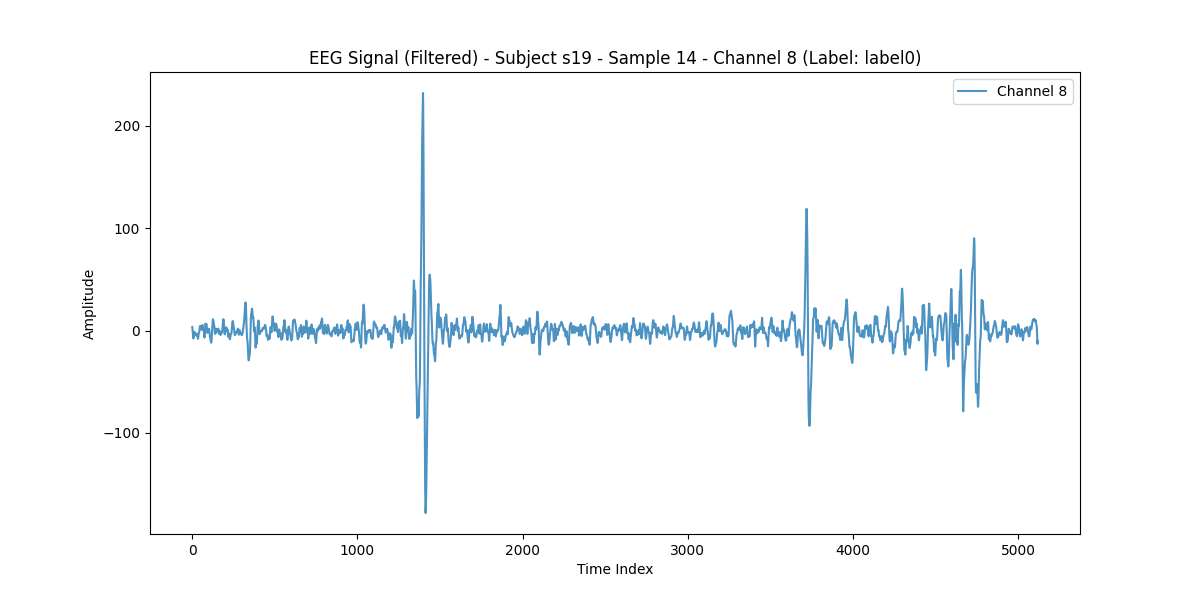 EEG Signal (Filtered) - Subject s19 - Sample 14 - Channel 8 (Label: label0)
Channel 8
200
100
0
−100
Amplitude
0 1000 2000 3000 4000 5000
Time Index